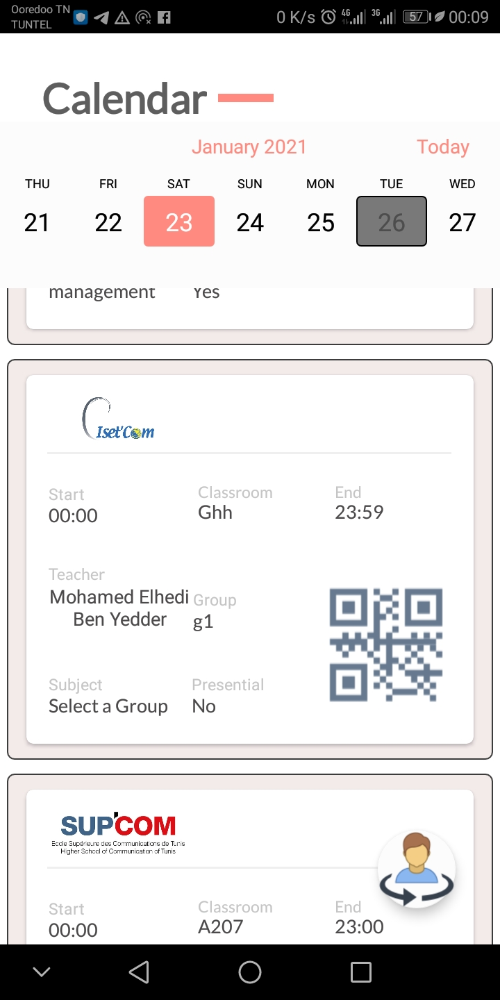 Ooredoo TN
TUNTEL
0 K/s 4G 3G 57 00:09
Calendar
January 2021 Today
THU FRI SAT SUN MON TUE WED
21 22 23 24 25 26 27
management Yes
Iset'Com
Start Classroom End
00:00 Ghh 23:59
Teacher
Mohamed Elhedi
Ben Yedder
Group
g1
Subject Presential
Select a Group No
SUP'COM
Ecole Supérieure des Communications de Tunis
Higher School of Communication of Tunis
Start Classroom End
00:00 A207 23:00